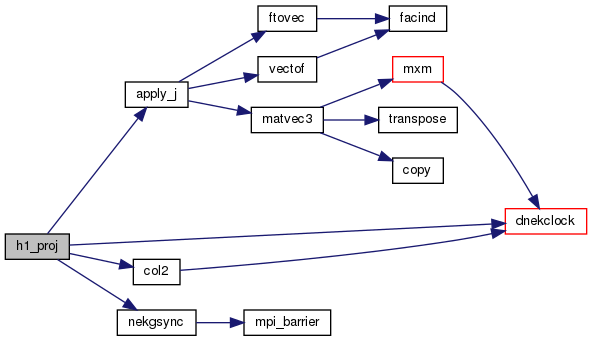 ftovec
facind
vectof
mxm
apply_j
matvec3
transpose
copy
dnekclock
h1_proj
col2
nekgsync
mpi_barrier